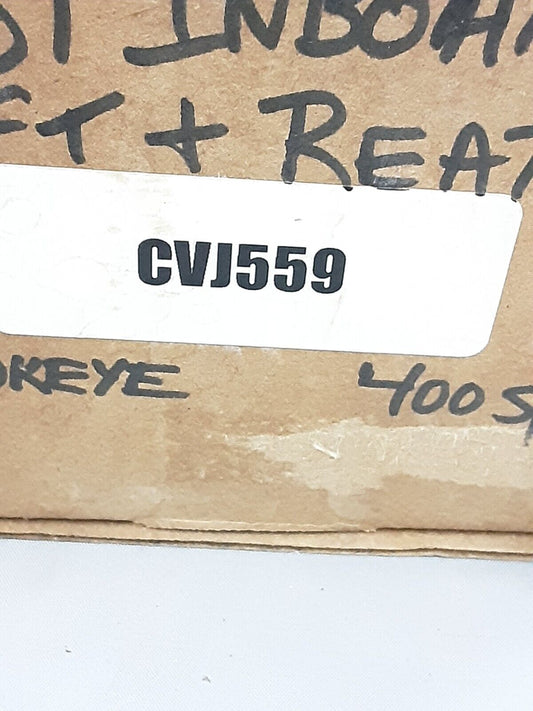 INBOA
FT + REA
CVJ559
OKEYE 400 S